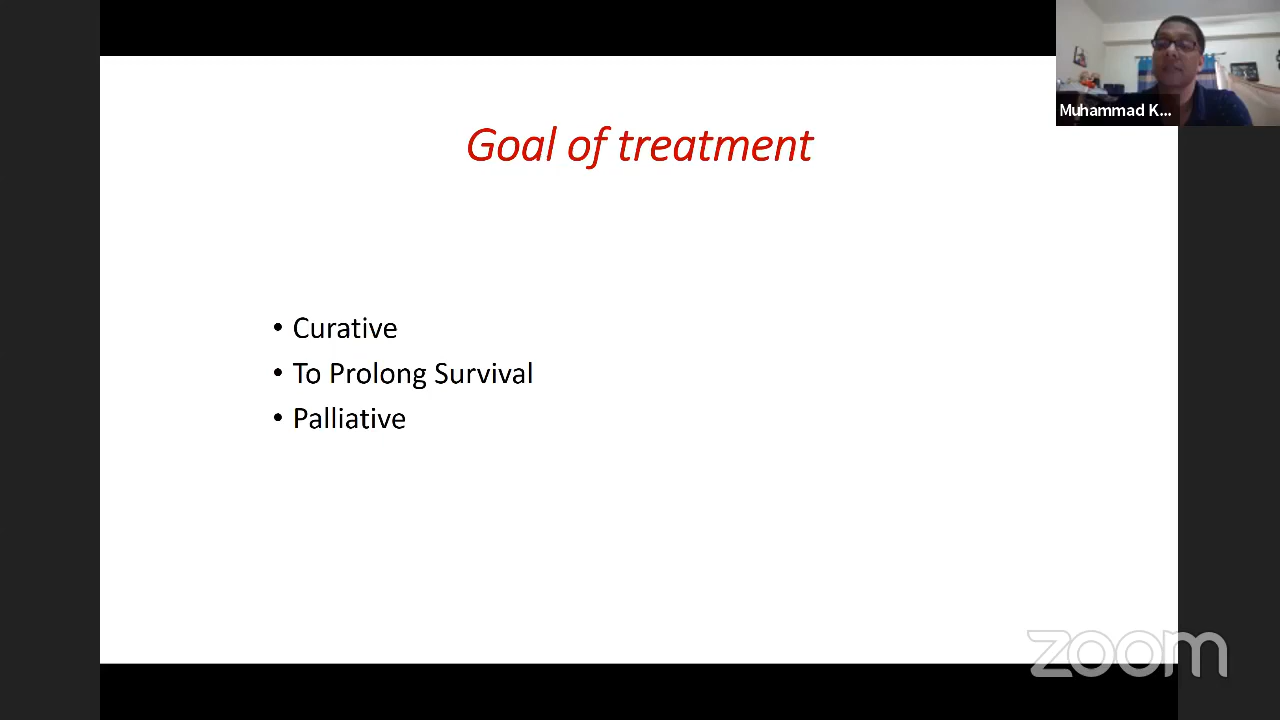 Muhammad K...
Goal of treatment
• Curative
• To Prolong Survival
• Palliative
zoom